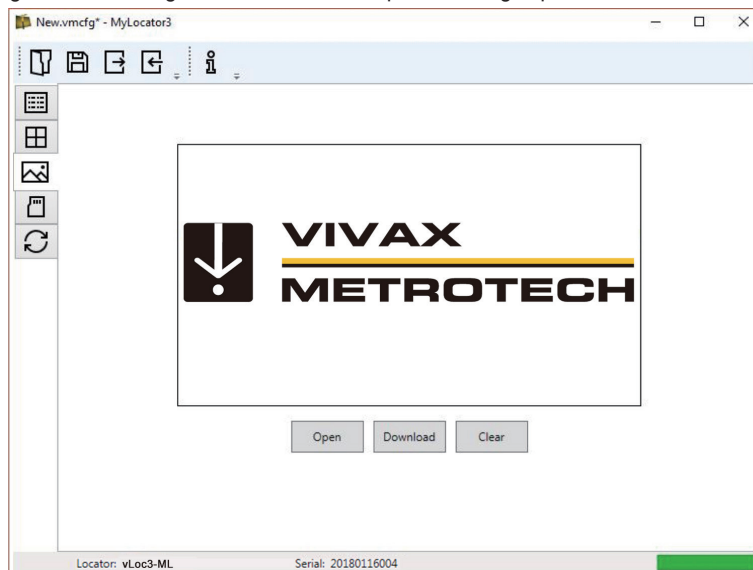 New.vmcfg* - MyLocator3
VIVAX
METROTECH
Open Download Clear
Locator: vLoc3-ML Serial: 20180116004